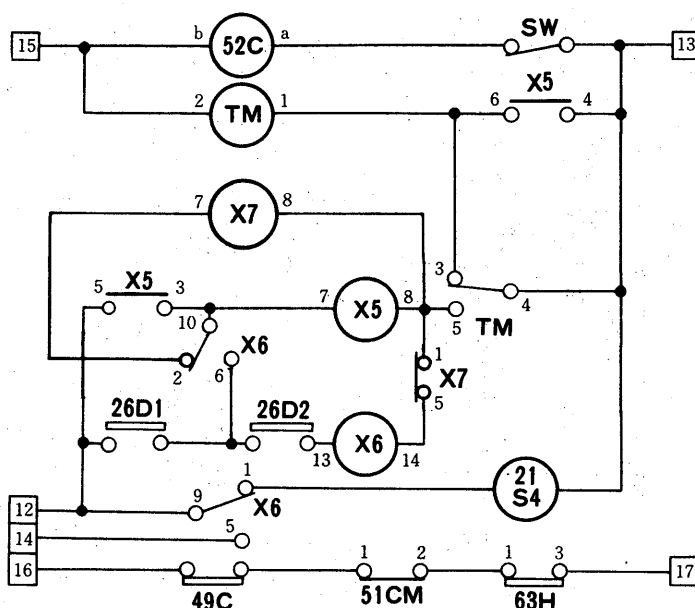 SW
15 b 52C a 13
X5
2 TM 1 6 4
7 X7 8
X5 3
5 3 7 X5 8 4
10 5 TM
2 6 X6 1
X7
26D1 26D2 5
13 X6 14
1 21
S4
12 9 X6
14 5
16 1 2 1 3 17
49C 51CM 63H